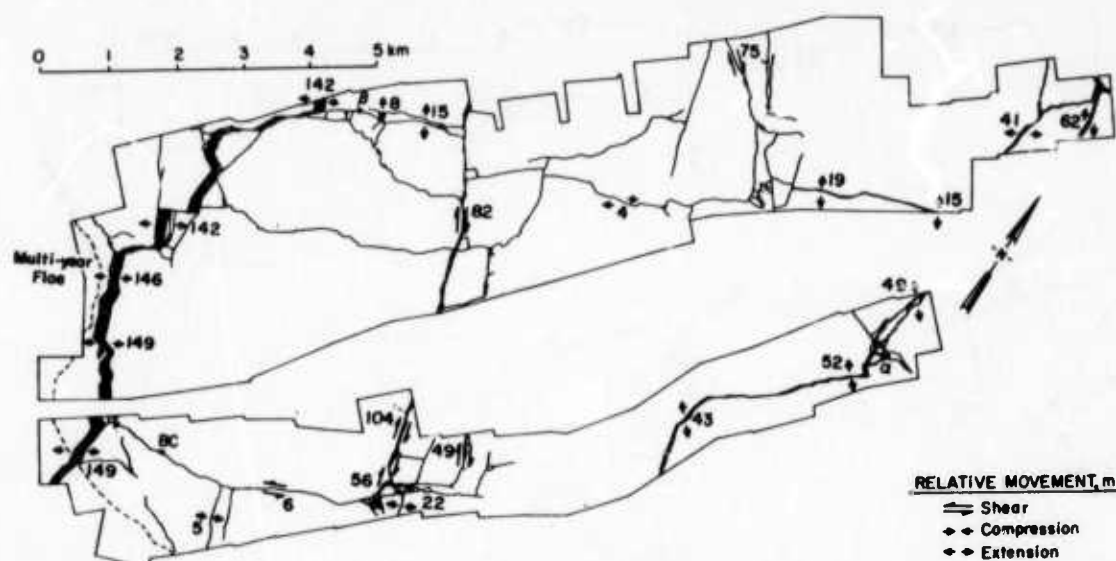 0 1 2 3 4 5 km
142 β 8 15
75
41 62
82 4 19 15
142
Multi-year
Floe
146
149
49
52 a
43
BC 104
149 56 49
5 6 22
RELATIVE MOVEMENT, m
Shear
Compression
Extension